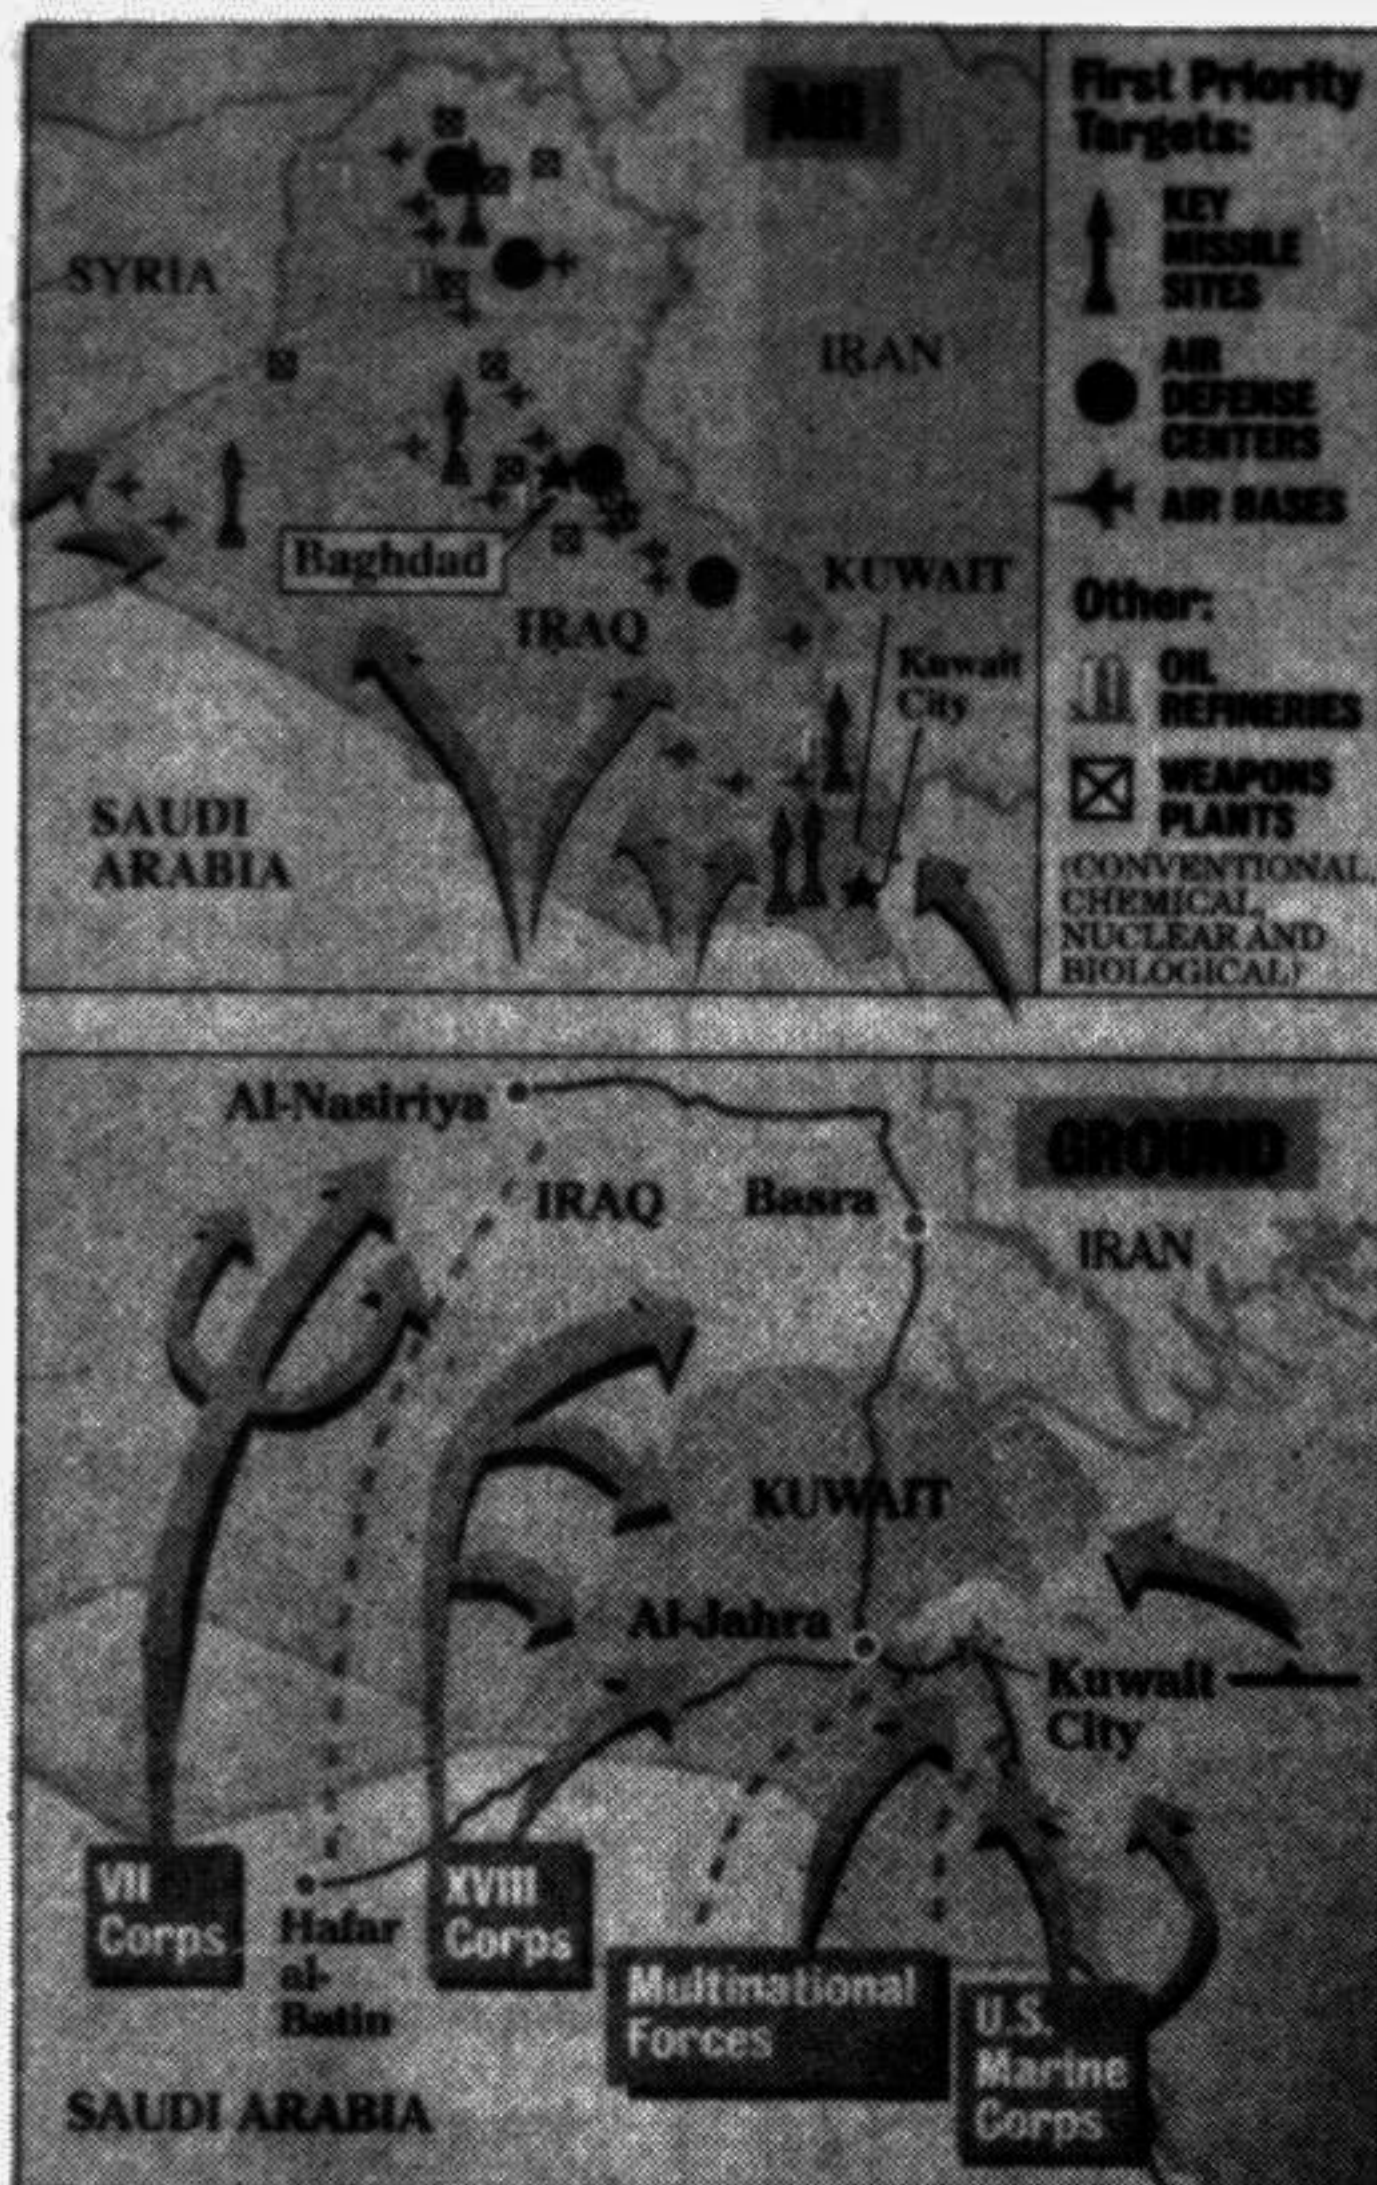 AIR
SYRIA
IRAN
Baghdad
IRAQ
KUWAIT
Kuwait
City
SAUDI
ARABIA
First Priority
Targets:
KEY
MISSILE
SITES
AIR
DEFENSE
CENTERS
AIR BASES
Other:
OIL
REFINERIES
WEAPONS
PLANTS
(CONVENTIONAL,
CHEMICAL,
NUCLEAR AND
BIOLOGICAL)
GROUND
Al-Nasiriya
IRAQ
Basra
IRAN
KUWAIT
Al-Jahra
Kuwait
City
VII
Corps
Hafar
al-
Batin
XVIII
Corps
Multinational
Forces
U.S.
Marine
Corps
SAUDI ARABIA